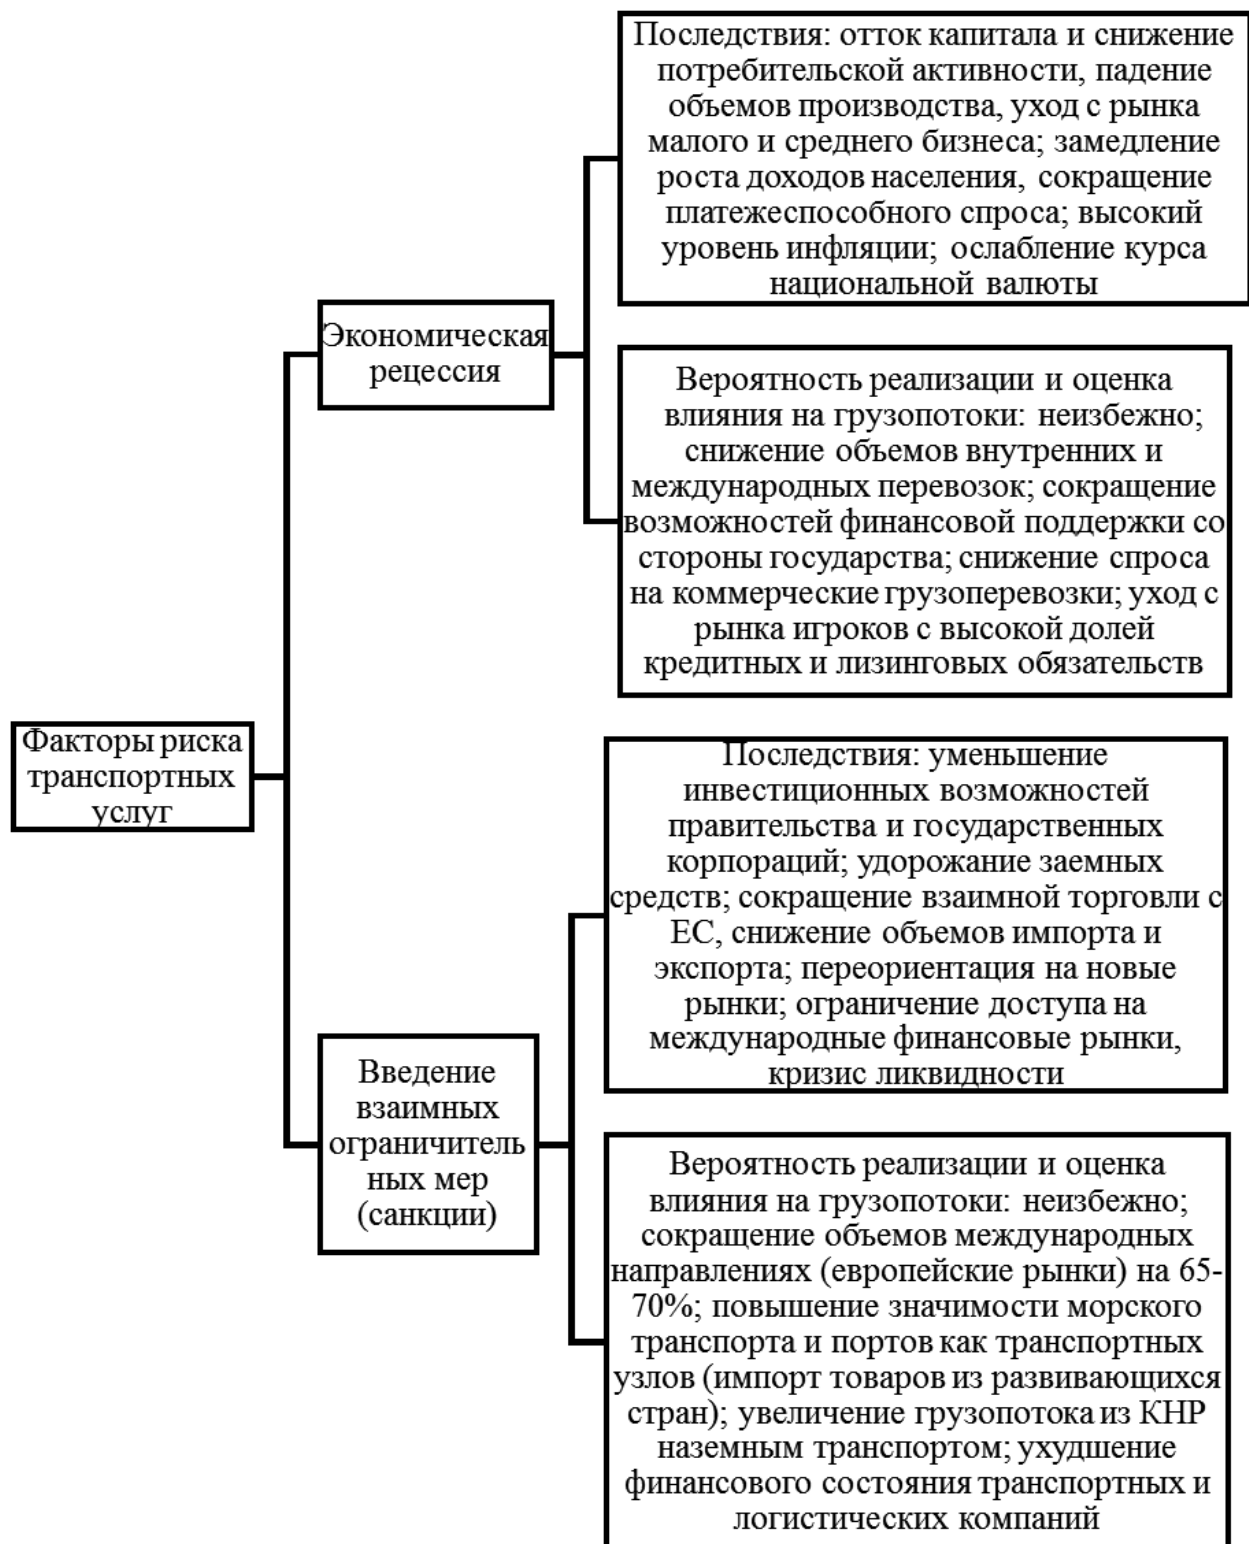 Последствия: отток капитала и снижение
потребительской активности, падение
объемов производства, уход с рынка
малого и среднего бизнеса; замедление
роста доходов населения, сокращение
платежеспособного спроса; высокий
уровень инфляции; ослабление курса
национальной валюты
Экономическая
рецессия
Вероятность реализации и оценка
влияния на грузопотоки: неизбежно;
снижение объемов внутренних и
международных перевозок; сокращение
возможностей финансовой поддержки со
стороны государства; снижение спроса
на коммерческие грузоперевозки; уход с
рынка игроков с высокой долей
кредитных и лизинговых обязательств
Факторы риска
транспортных
услуг
Последствия: уменьшение
инвестиционных возможностей
правительства и государственных
корпораций; удорожание заемных
средств; сокращение взаимной торговли с
ЕС, снижение объемов импорта и
экспорта; переориентация на новые
рынки; ограничение доступа на
международные финансовые рынки,
кризис ликвидности
Введение
взаимных
ограничитель
ных мер
(санкции)
Вероятность реализации и оценка
влияния на грузопотоки: неизбежно;
сокращение объемов международных
направлениях (европейские рынки) на 65-
70%; повышение значимости морского
транспорта и портов как транспортных
узлов (импорт товаров из развивающихся
стран); увеличение грузопотока из КНР
наземным транспортом; ухудшение
финансового состояния транспортных и
логистических компаний